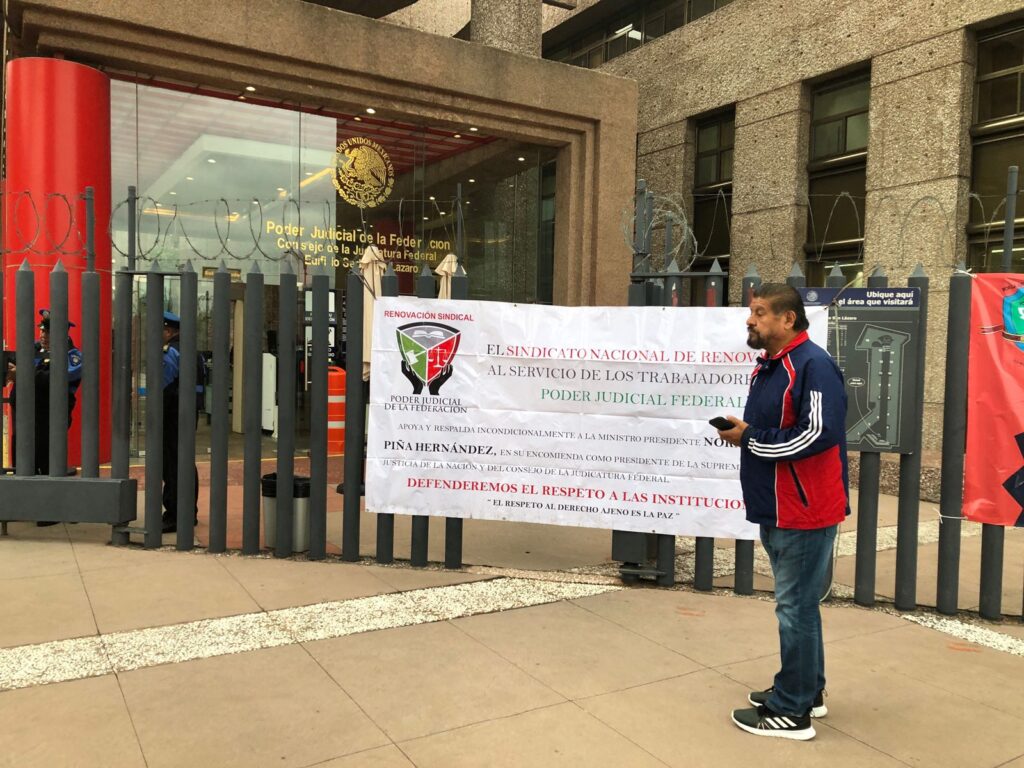 ESTADOS UNIDOS MEXICANOS
Poder Judicial de la Federación
Consejo de la Judicatura Federal
Edificio Se Lázaro
RENOVACIÓN SINDICAL
PODER JUDICIAL
DE LA FEDERACIÓN
EL SINDICATO NACIONAL DE RENOV
AL SERVICIO DE LOS TRABAJADORE
PODER JUDICIAL FEDERAL
APOYA Y RESPALDA INCONDICIONALMENTE A LA MINISTRO PRESIDENTE NOR
PIÑA HERNÁNDEZ, EN SU ENCOMIENDA COMO PRESIDENTE DE LA SUPREM
JUSTICIA DE LA NACIÓN Y DEL CONSEJO DE LA JUDICATURA FEDERAL.
DEFENDEREMOS EL RESPETO A LAS INSTITUCION
" EL RESPETO AL DERECHO AJENO ES LA PAZ "
Ubique aquí
el área que visitará